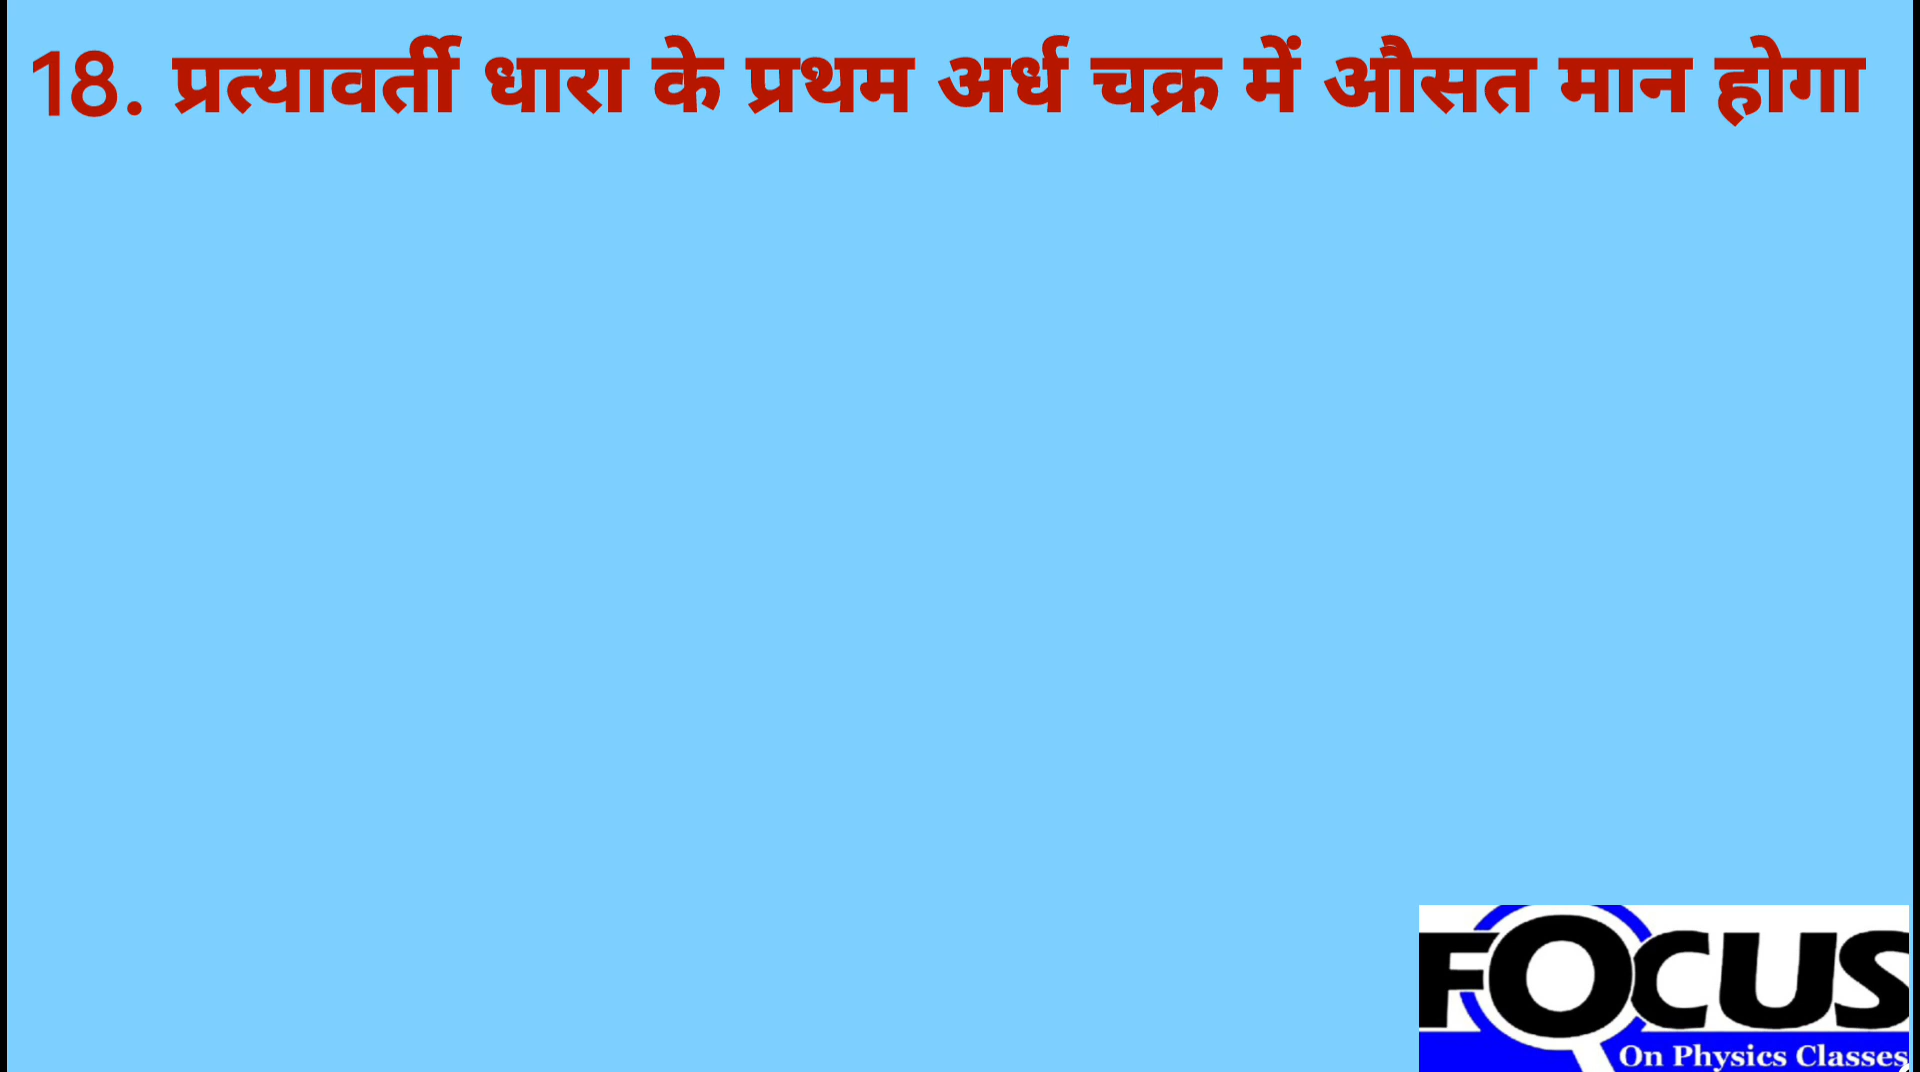 18. प्रत्यावर्ती धारा के प्रथम अर्ध चक्र में औसत मान होगा
FOCUS
On Physics Classes